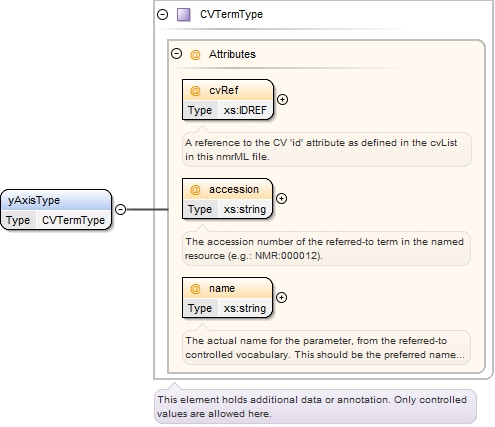 CVTermType
@ Attributes
@ cvRef
Type xs:IDREF
A reference to the CV 'id' attribute as defined in the cvList
in this nmrML file.
yAxisType
Type CVTermType
@ accession
Type xs:string
The accession number of the referred-to term in the named
resource (e.g.: NMR:000012).
@ name
Type xs:string
The actual name for the parameter, from the referred-to
controlled vocabulary. This should be the preferred name...
This element holds additional data or annotation. Only controlled
values are allowed here.